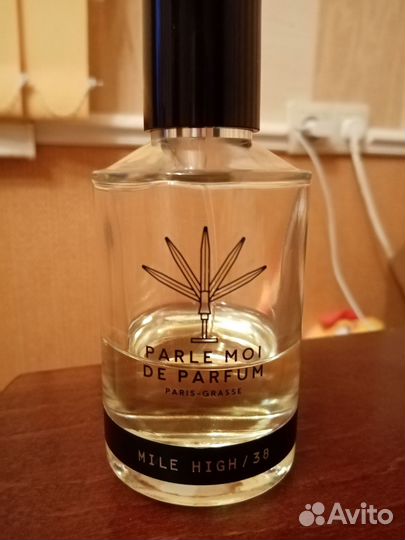 PARLE MOI
DE PARFUM
PARIS-GRASSE
MILE HIGH/38
Avito